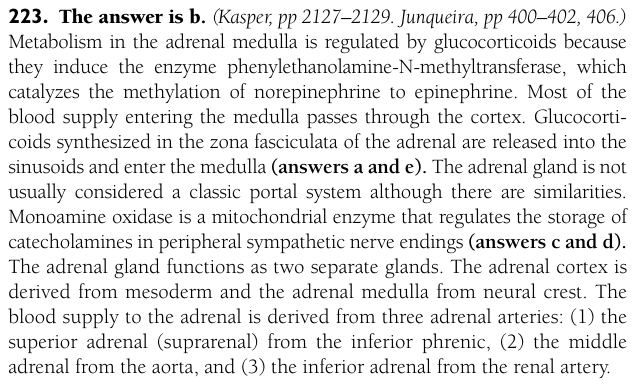 223. The answer is b. (Kasper, pp 2127–2129. Junqueira, pp 400–402, 406.)
Metabolism in the adrenal medulla is regulated by glucocorticoids because
they induce the enzyme phenylethanolamine-N-methyltransferase, which
catalyzes the methylation of norepinephrine to epinephrine. Most of the
blood supply entering the medulla passes through the cortex. Glucocorti-
coids synthesized in the zona fasciculata of the adrenal are released into the
sinusoids and enter the medulla (answers a and e). The adrenal gland is not
usually considered a classic portal system although there are similarities.
Monoamine oxidase is a mitochondrial enzyme that regulates the storage of
catecholamines in peripheral sympathetic nerve endings (answers c and d).
The adrenal gland functions as two separate glands. The adrenal cortex is
derived from mesoderm and the adrenal medulla from neural crest. The
blood supply to the adrenal is derived from three adrenal arteries: (1) the
superior adrenal (suprarenal) from the inferior phrenic, (2) the middle
adrenal from the aorta, and (3) the inferior adrenal from the renal artery.